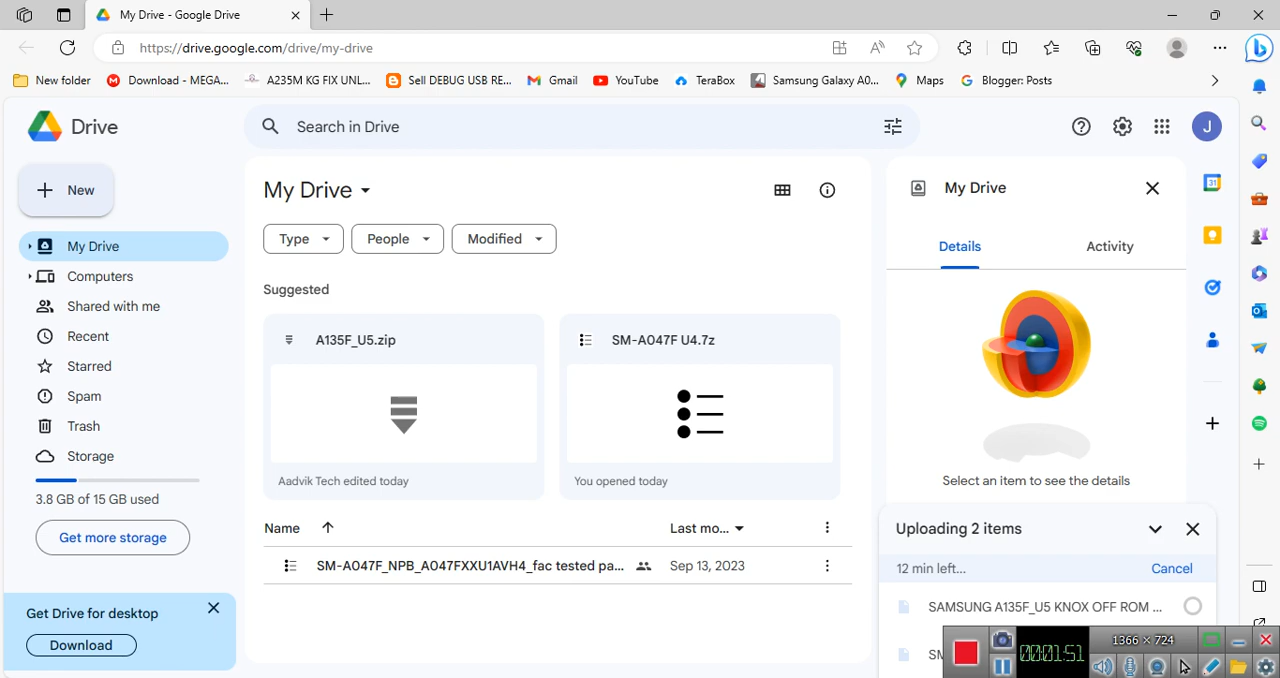 My Drive - Google Drive
https://drive.google.com/drive/my-drive
New folder
Download - MEGA...
A235M KG FIX UNL...
Sell DEBUG USB RE...
Gmail
YouTube
TeraBox
Samsung Galaxy A0...
Maps
Blogger: Posts
Drive
Search in Drive
J
New
My Drive
Computers
Shared with me
Recent
Starred
Spam
Trash
Storage
3.8 GB of 15 GB used
Get more storage
Get Drive for desktop
Download
My Drive
Type
People
Modified
Suggested
A135F_U5.zip
Aadvik Tech edited today
SM-A047F U4.7z
You opened today
Name
Last mo...
SM-A047F_NPB_A047FXXU1AVH4_fac tested pa...
Sep 13, 2023
My Drive
Details
Activity
31
Select an item to see the details
Uploading 2 items
12 min left...
Cancel
SAMSUNG A135F_U5 KNOX OFF ROM ...
1366 × 724
00:01:51